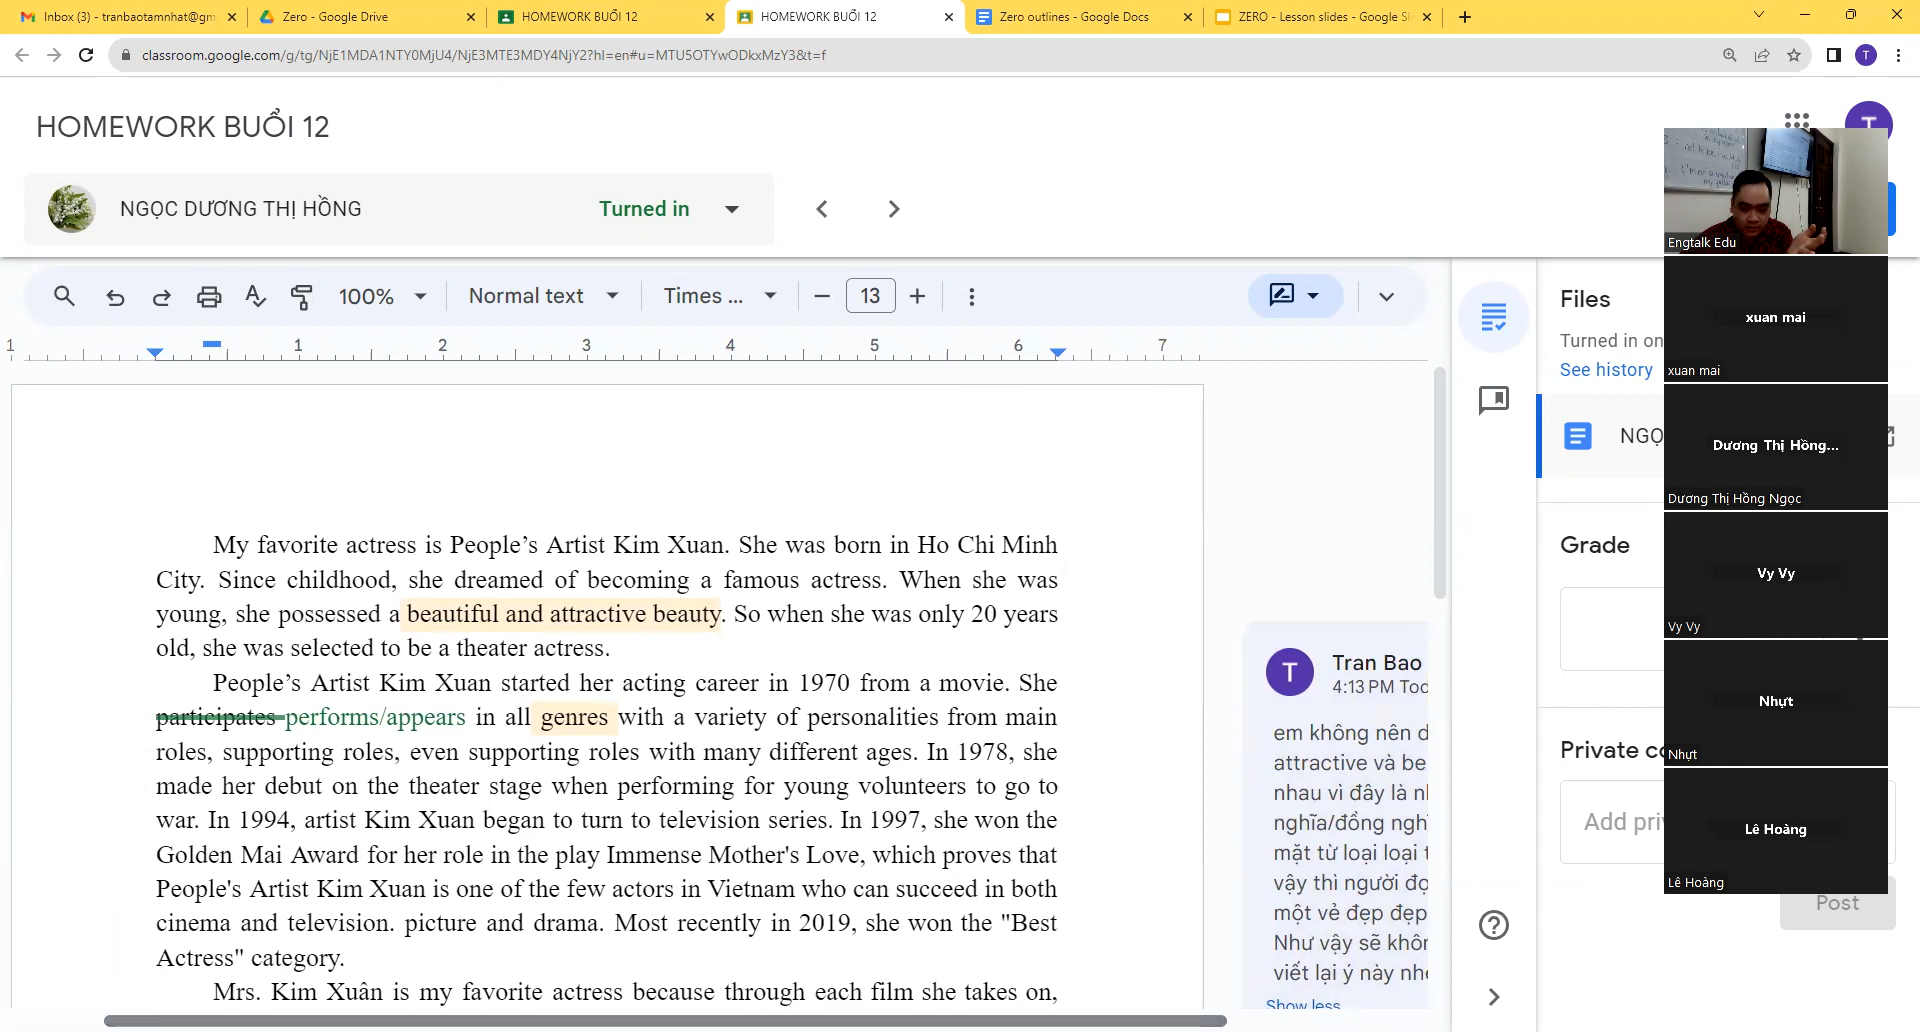 Inbox (3) - tranbaotamnhat@gm
Zero - Google Drive
HOMEWORK BUỔI 12
HOMEWORK BUỔI 12
Zero outlines - Google Docs
ZERO - Lesson slides - Google Sl
classroom.google.com/g/tg/NjE1MDA1NTY0MjU4/NjE3MTE3MDY4NjY2?hl=en#u=MTU5OTYwODkxMzY3&t=f
T
HOMEWORK BUỔI 12
T
NGỌC DƯƠNG THỊ HỒNG
Turned in
Engtalk Edu
100%
Normal text
Times ...
13
Files
Turned in on
See history
xuan mai
xuan mai
1 1 2 3 4 5 6 7
NGỌ
Dương Thị Hồng...
Dương Thị Hồng Ngọc
My favorite actress is People’s Artist Kim Xuan. She was born in Ho Chi Minh
City. Since childhood, she dreamed of becoming a famous actress. When she was
young, she possessed a beautiful and attractive beauty. So when she was only 20 years
old, she was selected to be a theater actress.
People’s Artist Kim Xuan started her acting career in 1970 from a movie. She
participates performs/appears in all genres with a variety of personalities from main
roles, supporting roles, even supporting roles with many different ages. In 1978, she
made her debut on the theater stage when performing for young volunteers to go to
war. In 1994, artist Kim Xuan began to turn to television series. In 1997, she won the
Golden Mai Award for her role in the play Immense Mother's Love, which proves that
People's Artist Kim Xuan is one of the few actors in Vietnam who can succeed in both
cinema and television. picture and drama. Most recently in 2019, she won the "Best
Actress" category.
Mrs. Kim Xuân is my favorite actress because through each film she takes on,
T
Tran Bao
4:13 PM Tod
em không nên d
attractive và be
nhau vì đây là
nghĩa/đồng ngh
mặt từ loại loại t
vậy thì người đọ
một vẻ đẹp đẹp
Như vậy sẽ khôn
viết lại ý này nh
Show less
Grade
Vy Vy
Vy Vy
Nhựt
Nhựt
Private co
Add priv
Lê Hoàng
Lê Hoàng
Post